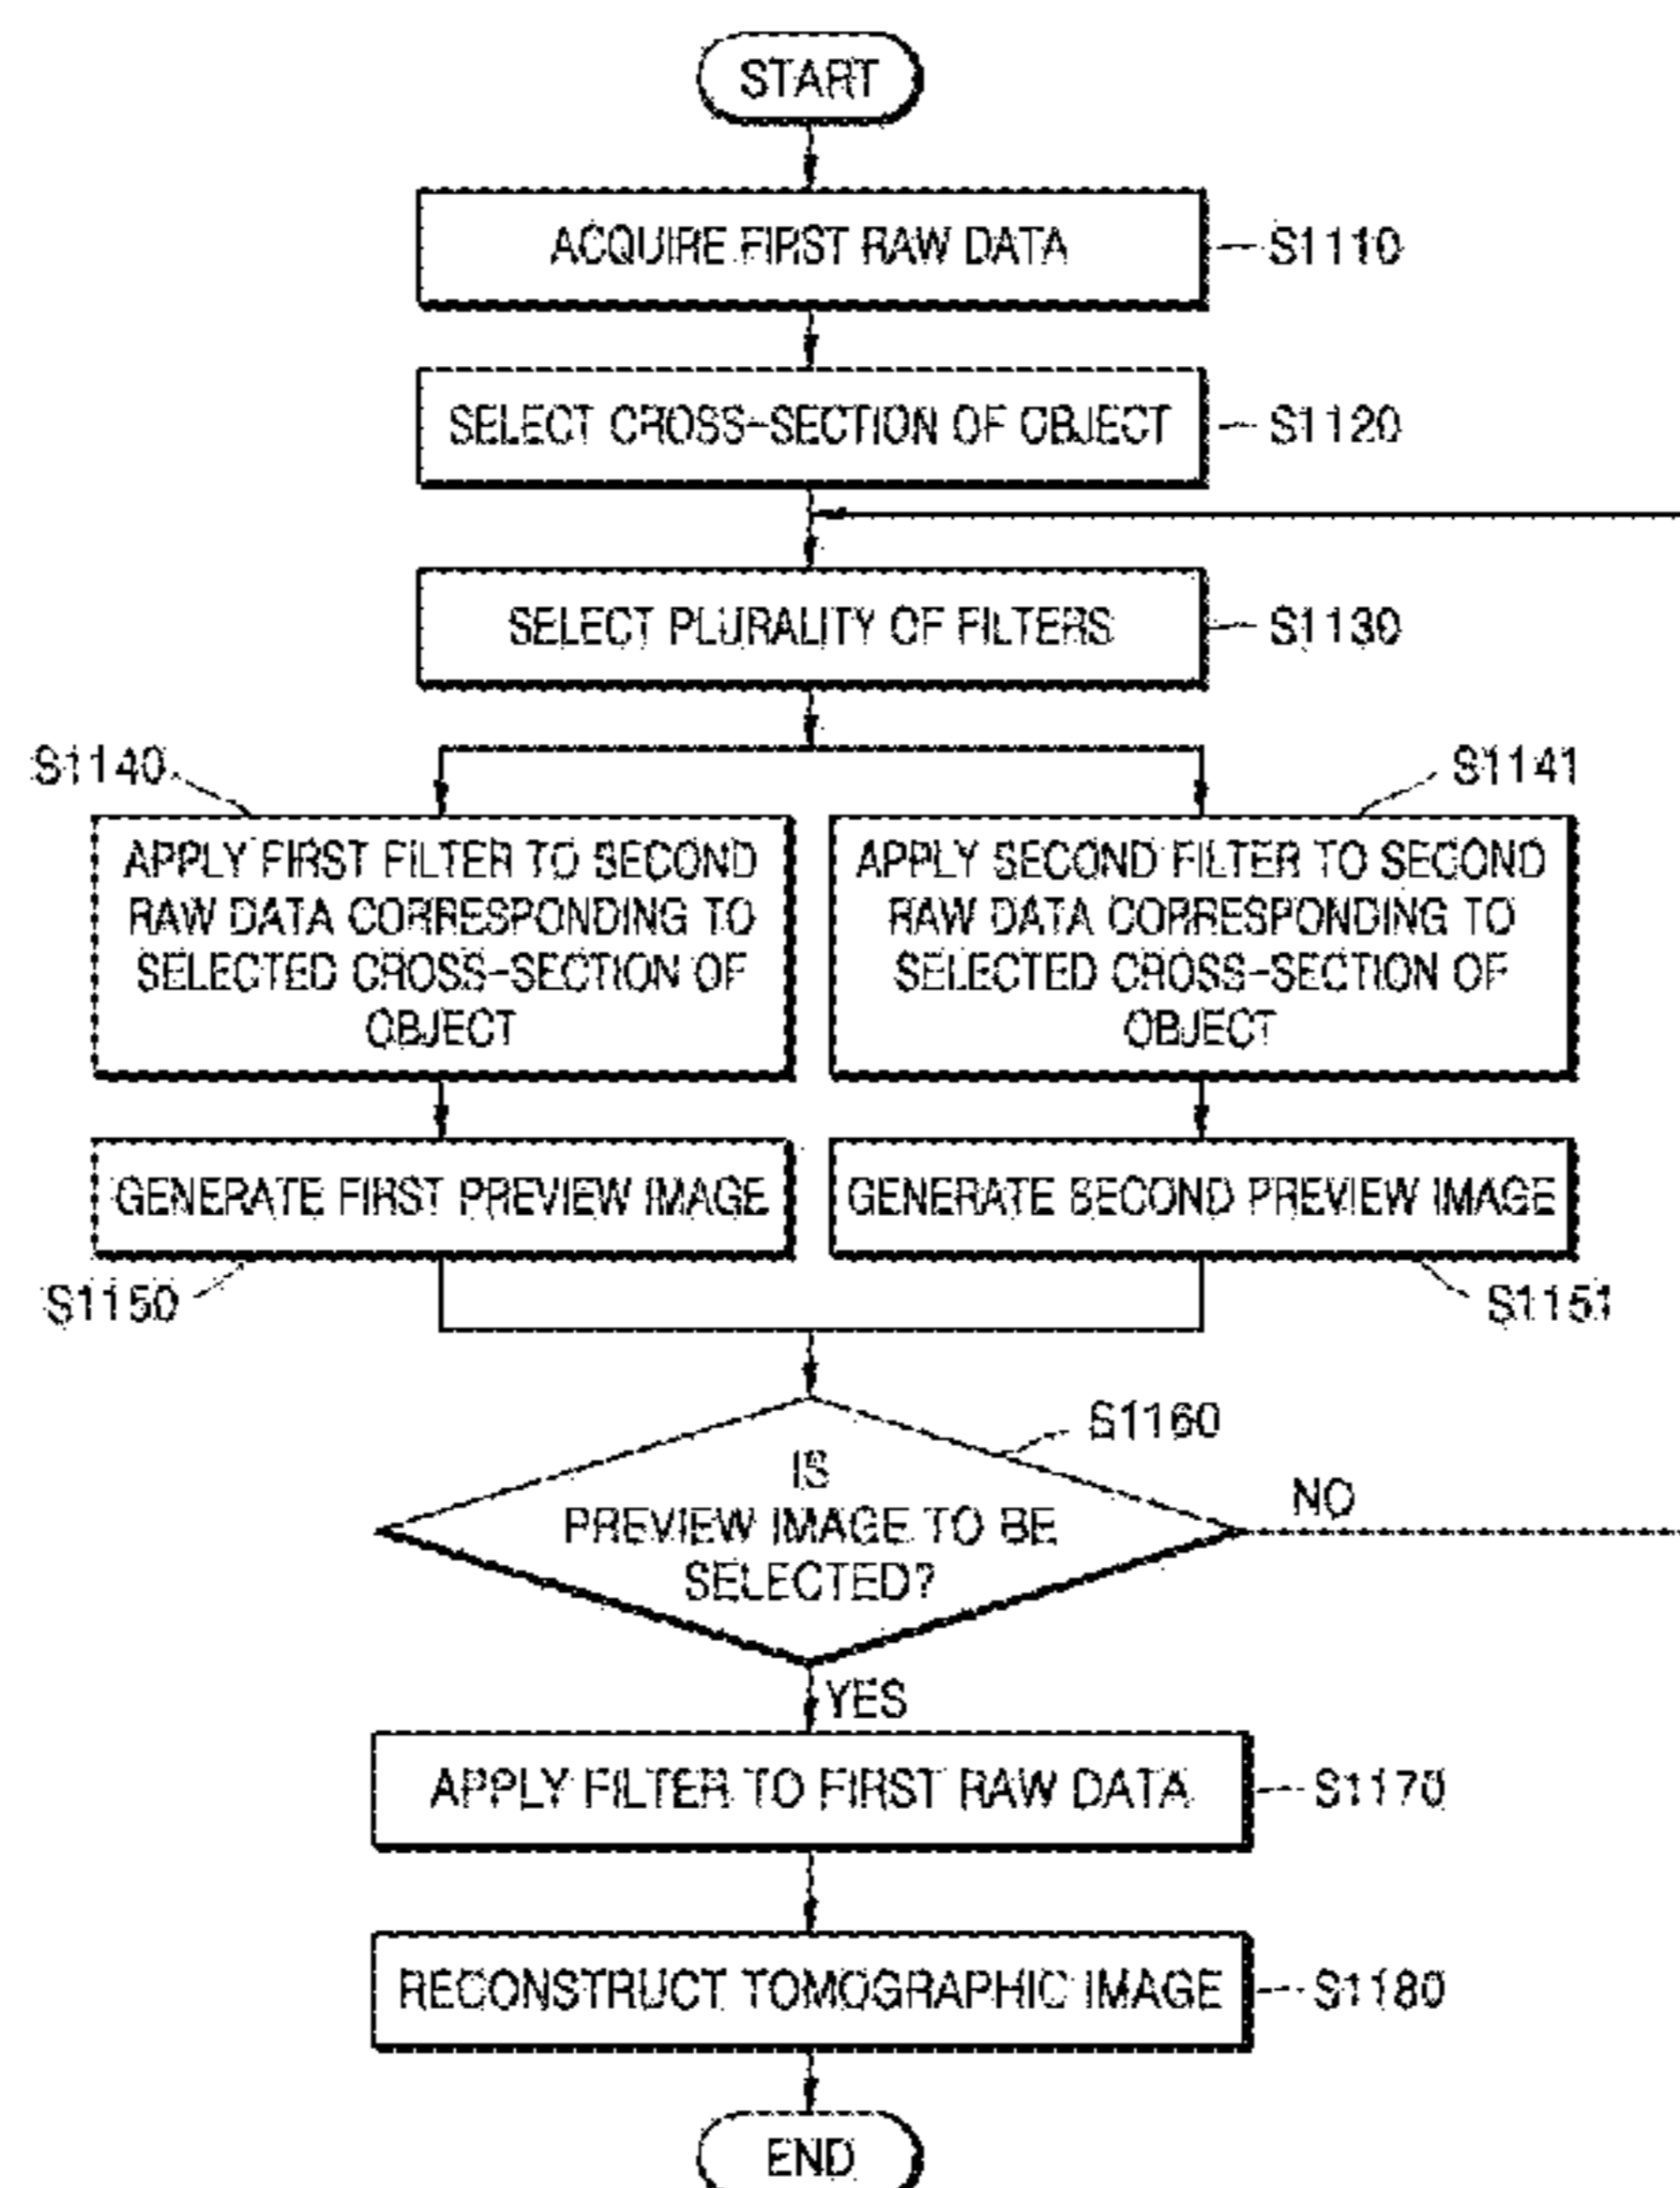 START
ACQUIRE FIRST RAW DATA
S1110
SELECT CROSS-SECTION OF OBJECT
S1120
SELECT PLURALITY OF FILTERS
S1130
S1140
S1141
APPLY FIRST FILTER TO SECOND
RAW DATA CORRESPONDING TO
SELECTED CROSS-SECTION OF
OBJECT
APPLY SECOND FILTER TO SECOND
RAW DATA CORRESPONDING TO
SELECTED CROSS-SECTION OF
OBJECT
GENERATE FIRST PREVIEW IMAGE
GENERATE SECOND PREVIEW IMAGE
S1150
S1151
S1160
IS
PREVIEW IMAGE TO BE
SELECTED?
NO
YES
APPLY FILTER TO FIRST RAW DATA
S1170
RECONSTRUCT TOMOGRAPHIC IMAGE
S1180
END